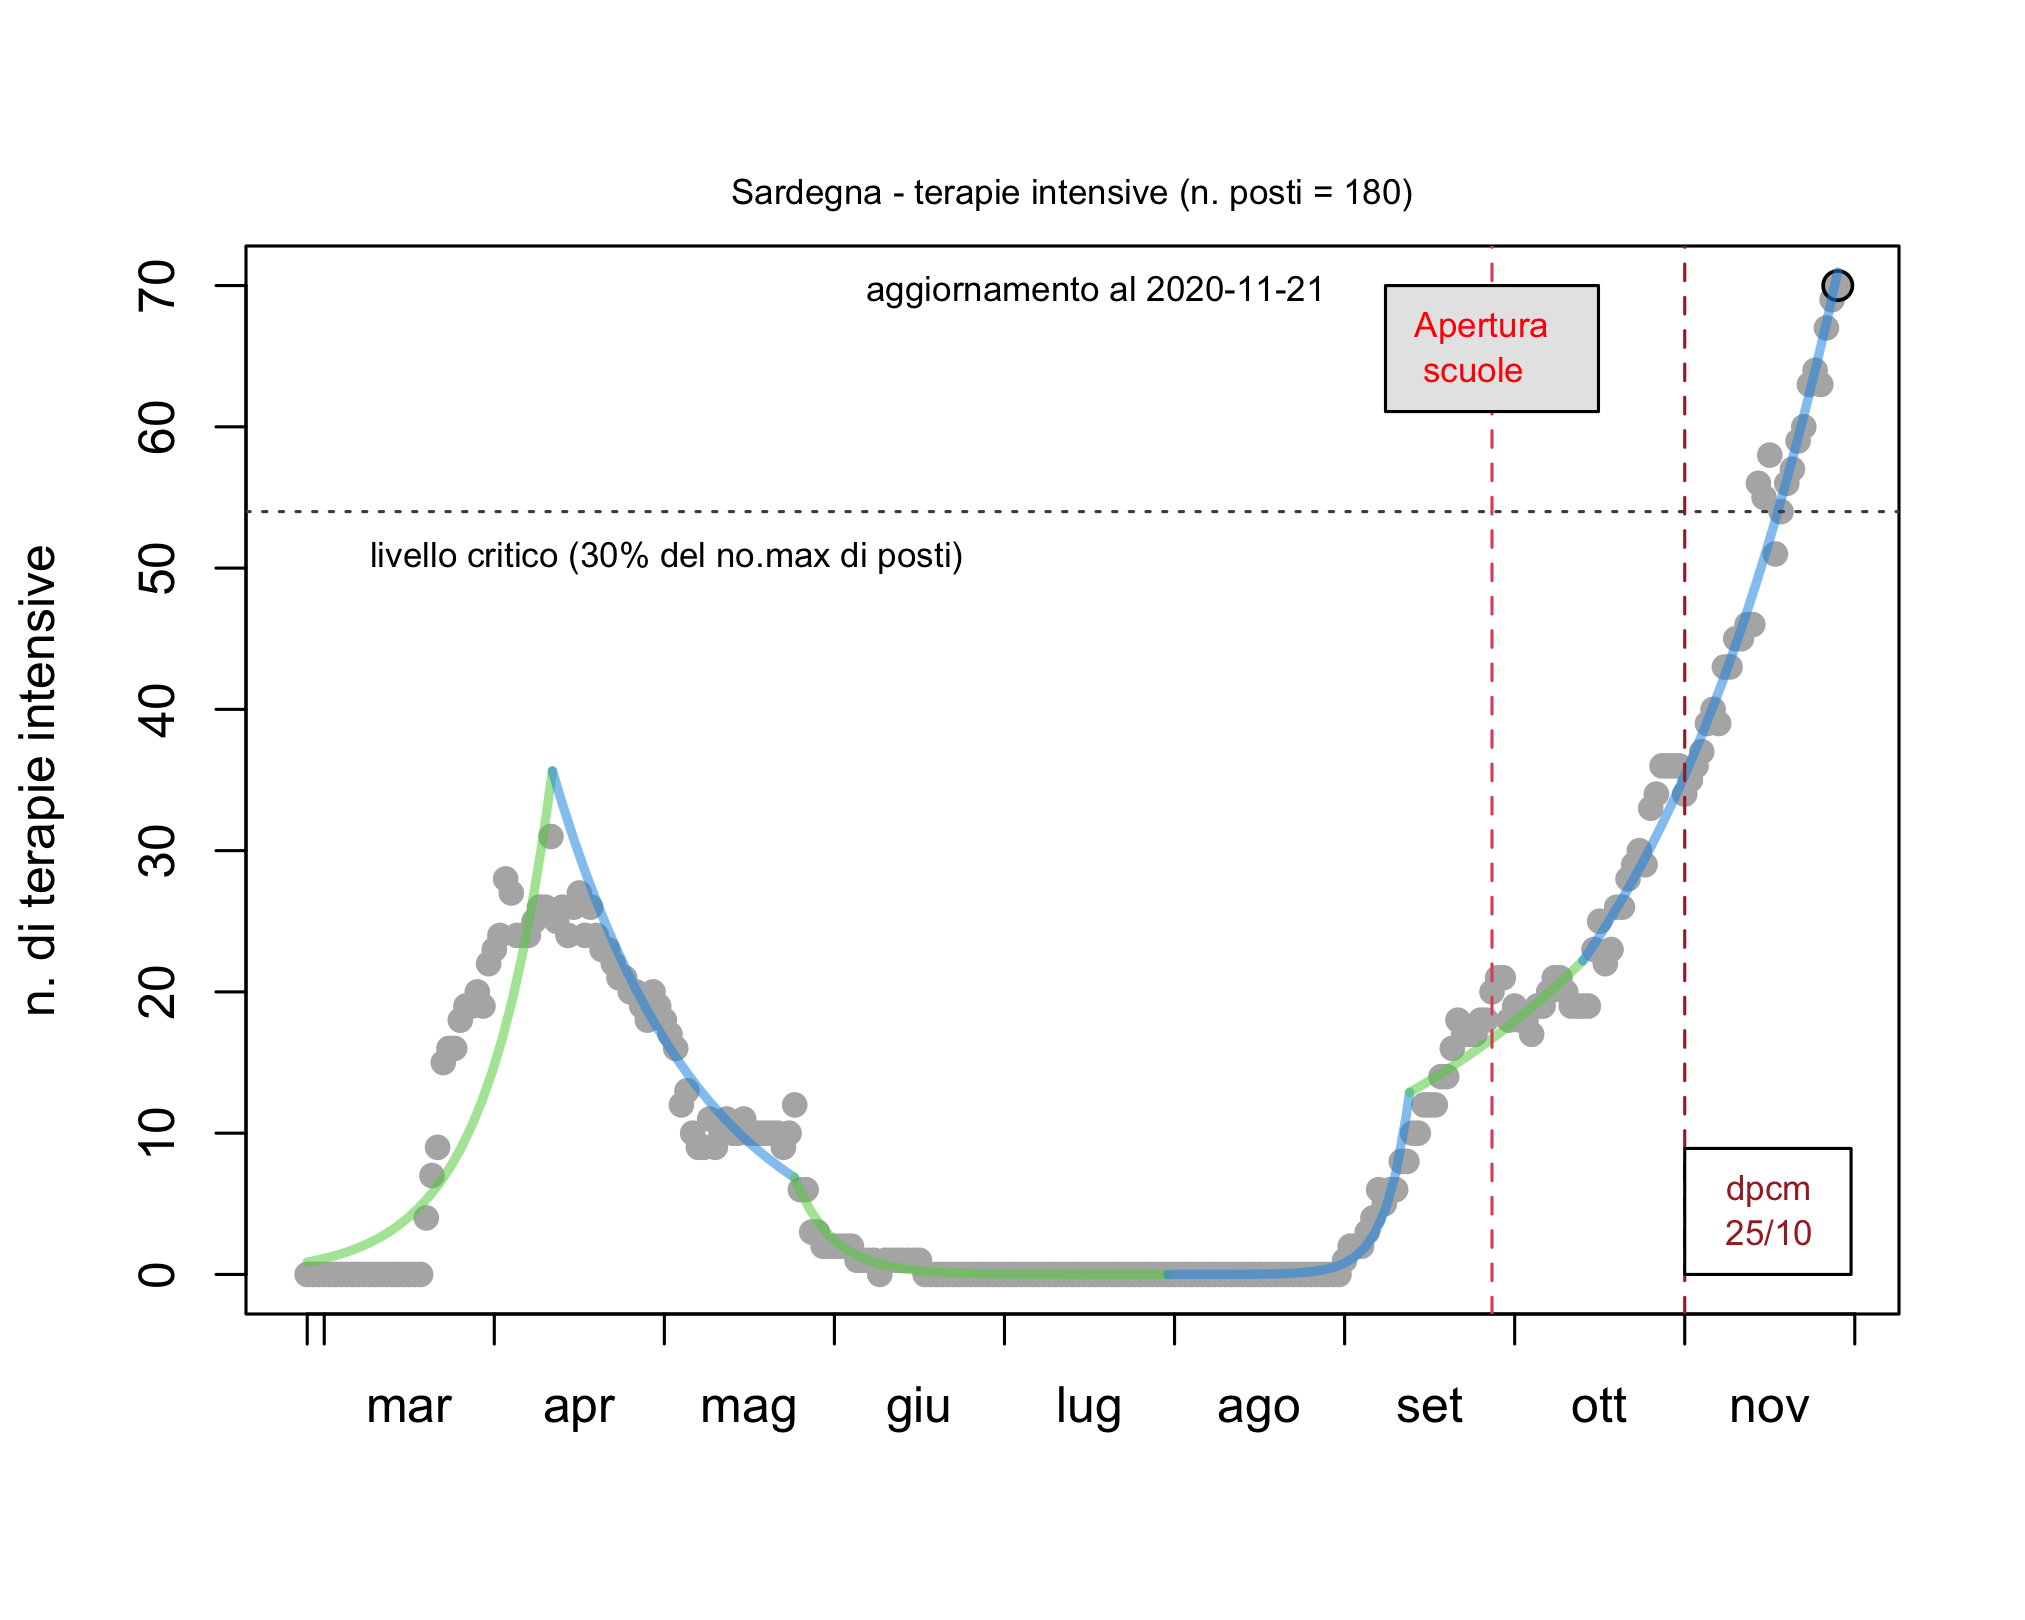 Sardegna - terapie intensive (n. posti = 180)
aggiornamento al 2020-11-21
Apertura
scuole
livello critico (30% del no.max di posti)
dpcm
25/10
n. di terapie intensive
70
60
50
40
30
20
10
0
mar apr mag giu lug ago set ott nov